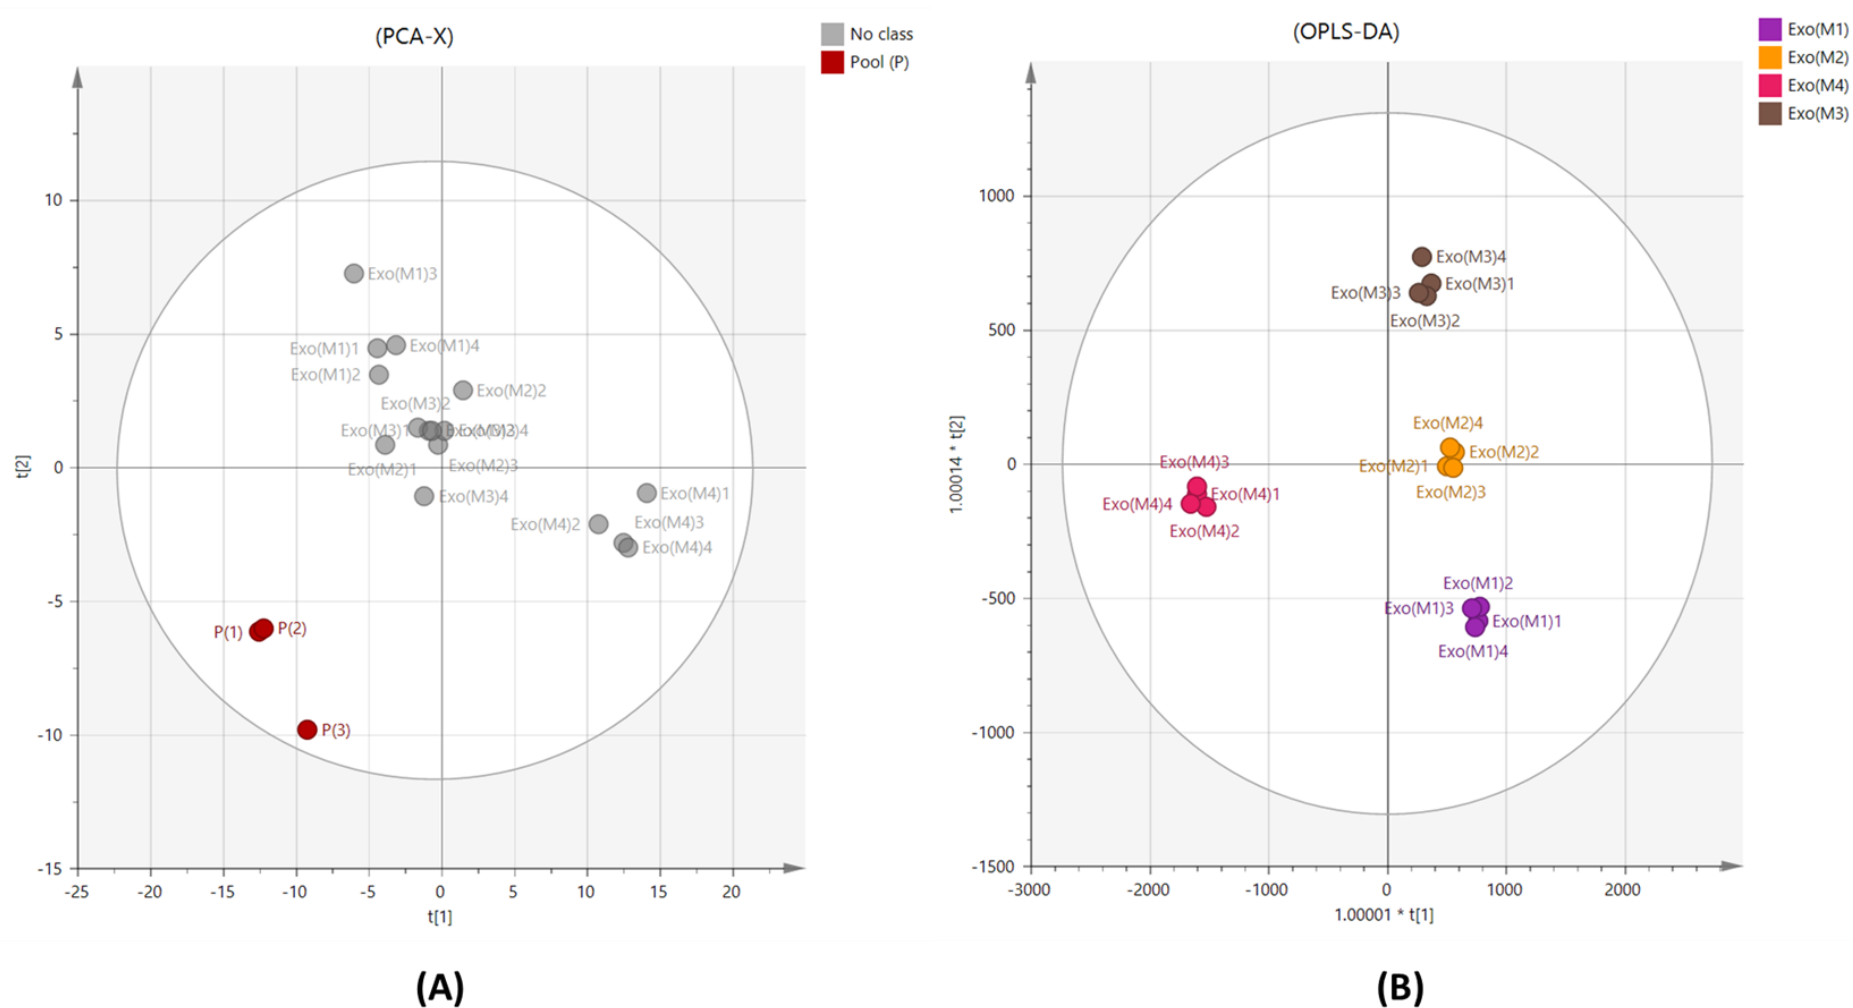 (PCA-X)
No class
Pool (P)
10
5
0
-5
-10
-15
t[2]
Exo(M1)3
Exo(M1)1
Exo(M1)4
Exo(M1)2
Exo(M2)2
Exo(M3)2
Exo(M3)1
Exo(M2)1
Exo(M2)3
Exo(M3)4
Exo(M4)1
Exo(M4)2
Exo(M4)3
Exo(M4)4
P(1)
P(2)
P(3)
-25
-20
-15
-10
-5
0
5
10
15
20
t[1]
(A)
(OPLS-DA)
Exo(M1)
Exo(M2)
Exo(M4)
Exo(M3)
1000
500
0
-500
-1000
-1500
1.00014 * t[2]
Exo(M3)4
Exo(M3)1
Exo(M3)3
Exo(M3)2
Exo(M2)4
Exo(M2)2
Exo(M2)1
Exo(M2)3
Exo(M4)3
Exo(M4)1
Exo(M4)4
Exo(M4)2
Exo(M1)2
Exo(M1)3
Exo(M1)1
Exo(M1)4
-3000
-2000
-1000
0
1000
2000
1.00001 * t[1]
(B)